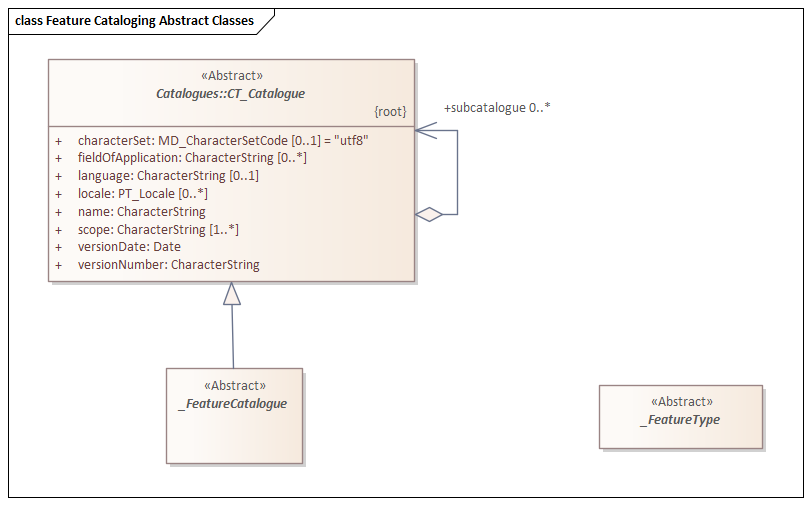 class Feature Cataloging Abstract Classes
«Abstract»
Catalogues::CT_Catalogue
{root}
+ characterSet: MD_CharacterSetCode [0..1] = "utf8"
+ fieldOfApplication: CharacterString [0..*]
+ language: CharacterString [0..1]
+ locale: PT_Locale [0..*]
+ name: CharacterString
+ scope: CharacterString [1..*]
+ versionDate: Date
+ versionNumber: CharacterString
+subcatalogue 0..*
«Abstract»
_FeatureCatalogue
«Abstract»
_FeatureType